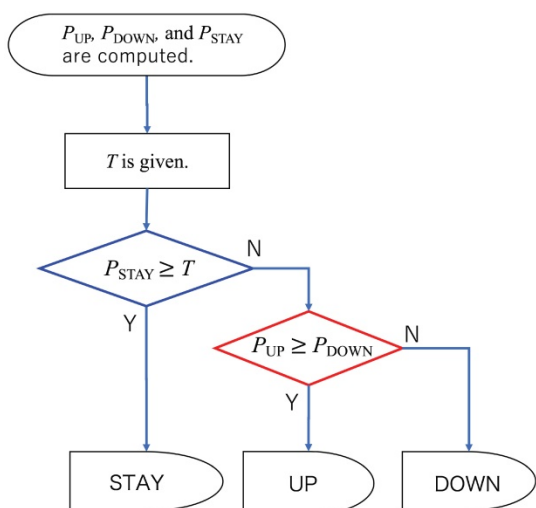 P_UP, P_DOWN, and P_STAY
are computed.
T is given.
P_STAY ≥ T
N
Y
P_UP ≥ P_DOWN
N
Y
STAY
UP
DOWN